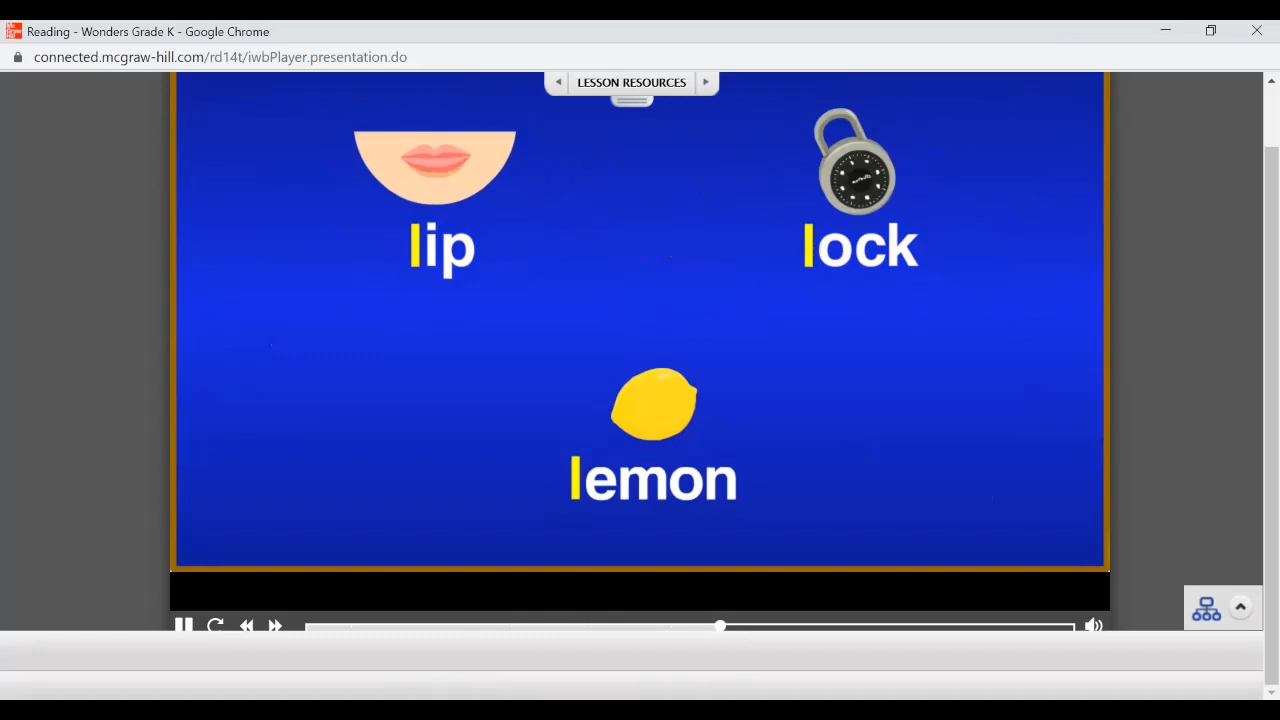 Reading - Wonders Grade K - Google Chrome
connected.mcgraw-hill.com/rd14t/iwbPlayer.presentation.do
LESSON RESOURCES
lip
lock
lemon